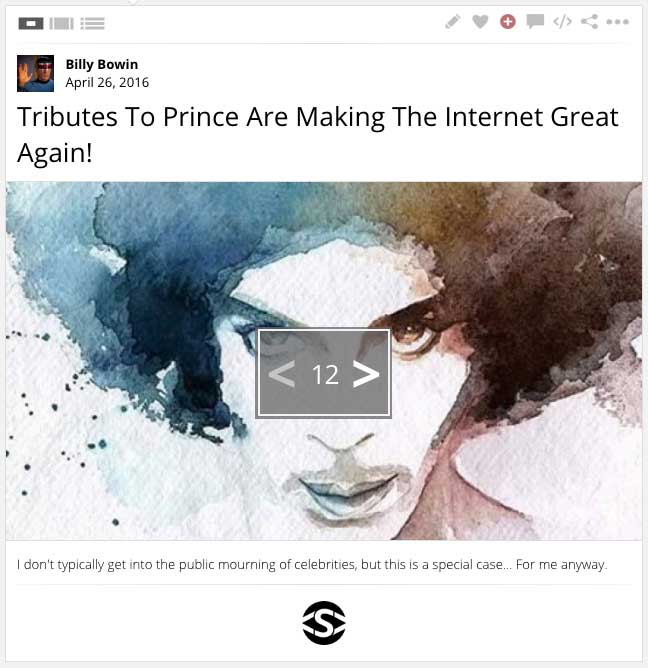 Billy Bowin
April 26, 2016
Tributes To Prince Are Making The Internet Great
Again!
< 12 >
I don't typically get into the public mourning of celebrities, but this is a special case... For me anyway.
S